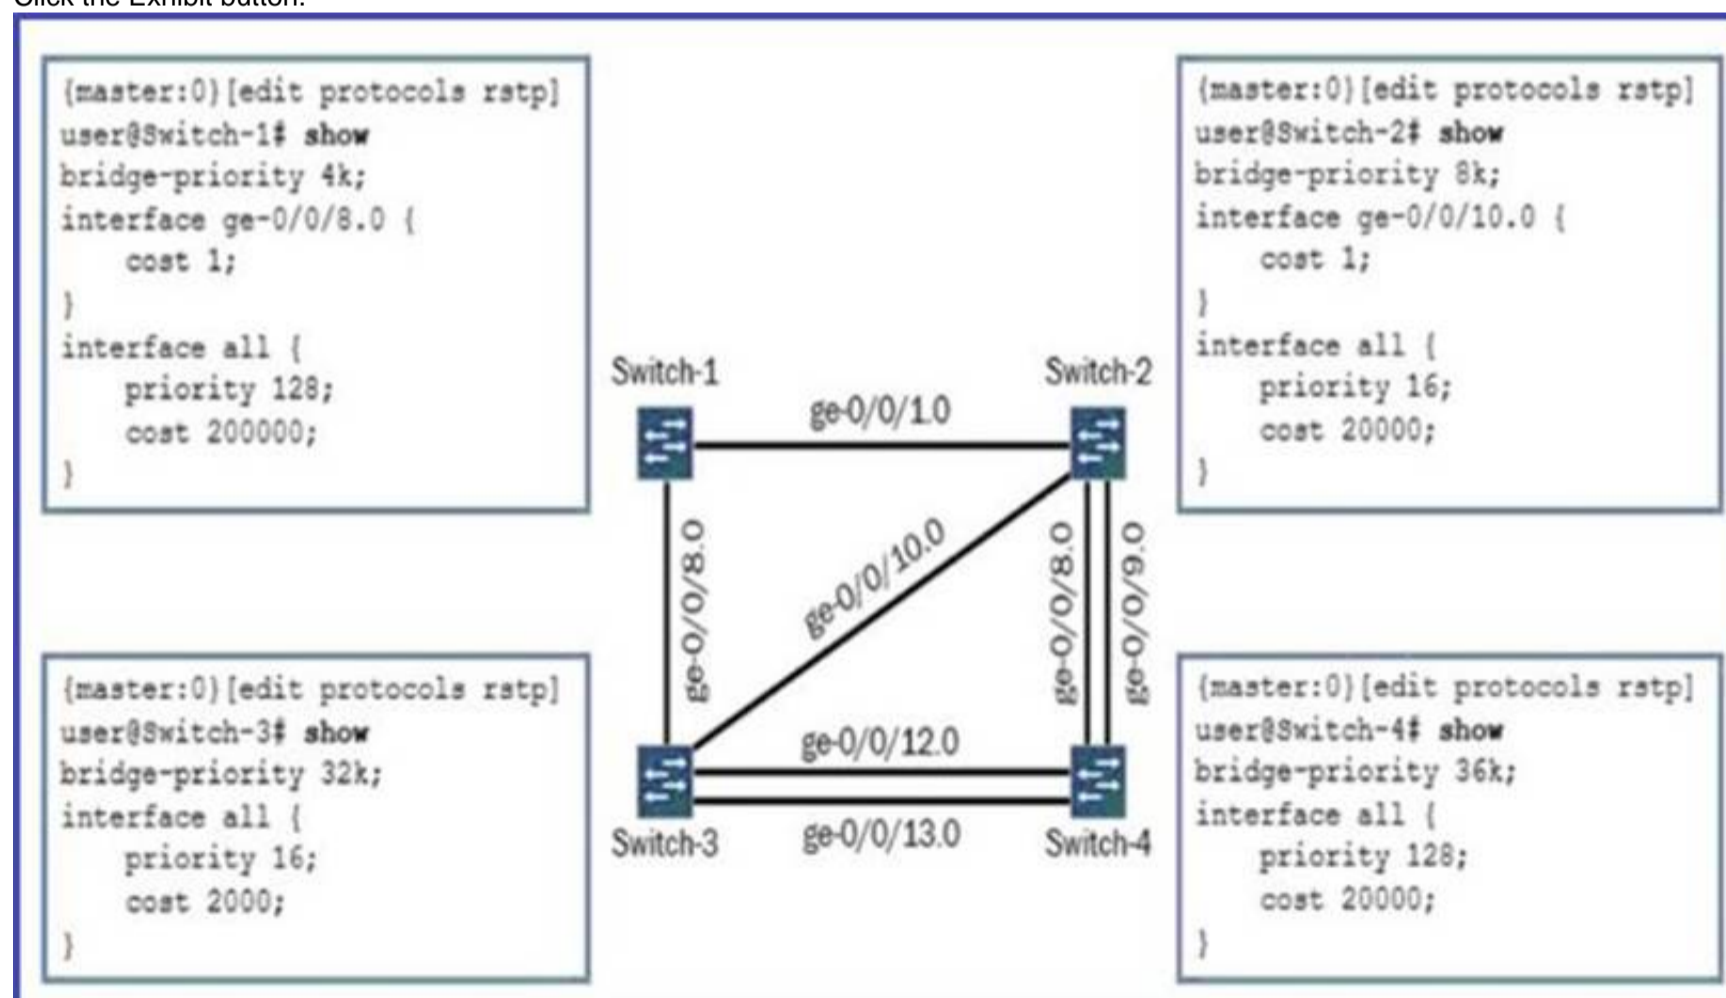 Click the Exhibit button.
{master:0}[edit protocols rstp]
user@Switch-1# show
bridge-priority 4k;
interface ge-0/0/8.0 {
cost 1;
}
interface all {
priority 128;
cost 200000;
}
{master:0}[edit protocols rstp]
user@Switch-2# show
bridge-priority 8k;
interface ge-0/0/10.0 {
cost 1;
}
interface all {
priority 16;
cost 20000;
}
Switch-1
Switch-2
ge-0/0/1.0
ge-0/0/8.0
ge-0/0/10.0
ge-0/0/8.0
ge-0/0/9.0
ge-0/0/12.0
ge-0/0/13.0
Switch-3
Switch-4
{master:0}[edit protocols rstp]
user@Switch-3# show
bridge-priority 32k;
interface all {
priority 16;
cost 2000;
}
{master:0}[edit protocols rstp]
user@Switch-4# show
bridge-priority 36k;
interface all {
priority 128;
cost 20000;
}